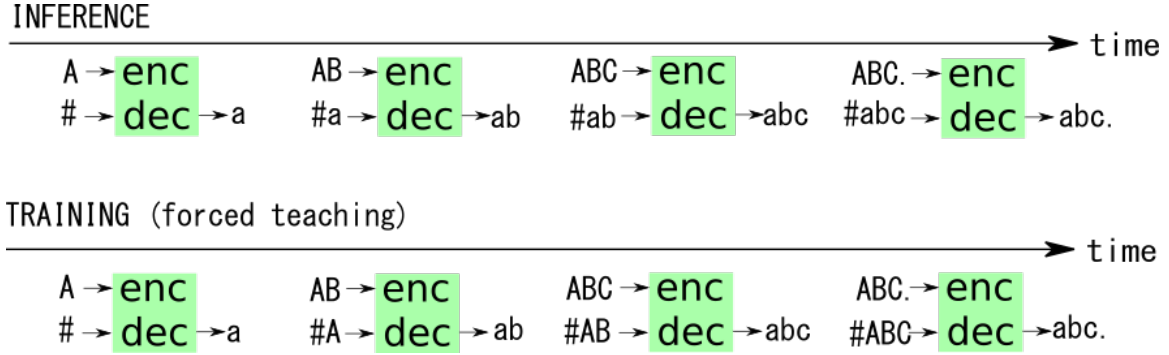 INFERENCE
time
A → enc AB → enc ABC → enc ABC. → enc
# → dec → a #a → dec → ab #ab → dec → abc #abc → dec → abc.
TRAINING (forced teaching)
time
A → enc AB → enc ABC → enc ABC. → enc
# → dec → a #A → dec → ab #AB → dec → abc #ABC → dec → abc.